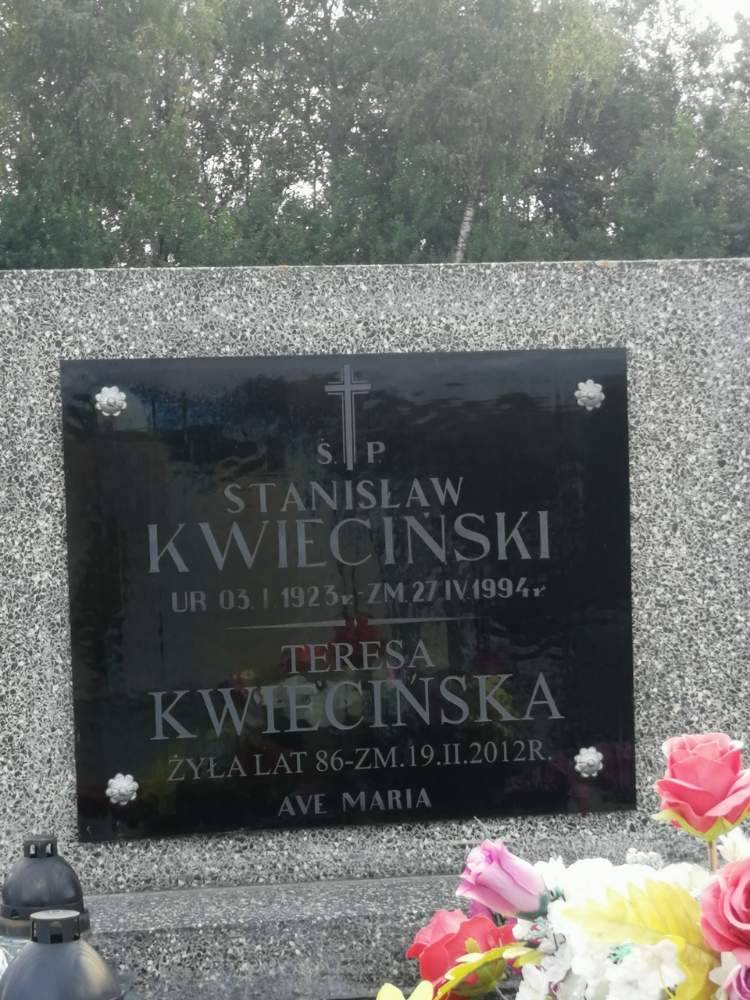 Ś. P.
STANISŁAW
KWIECIŃSKI
UR 03. I 1923r.-ZM 27 IV 1994r.
TERESA
KWIECIŃSKA
ŻYŁA LAT 86-ZM.19.II.2012R.
AVE MARIA